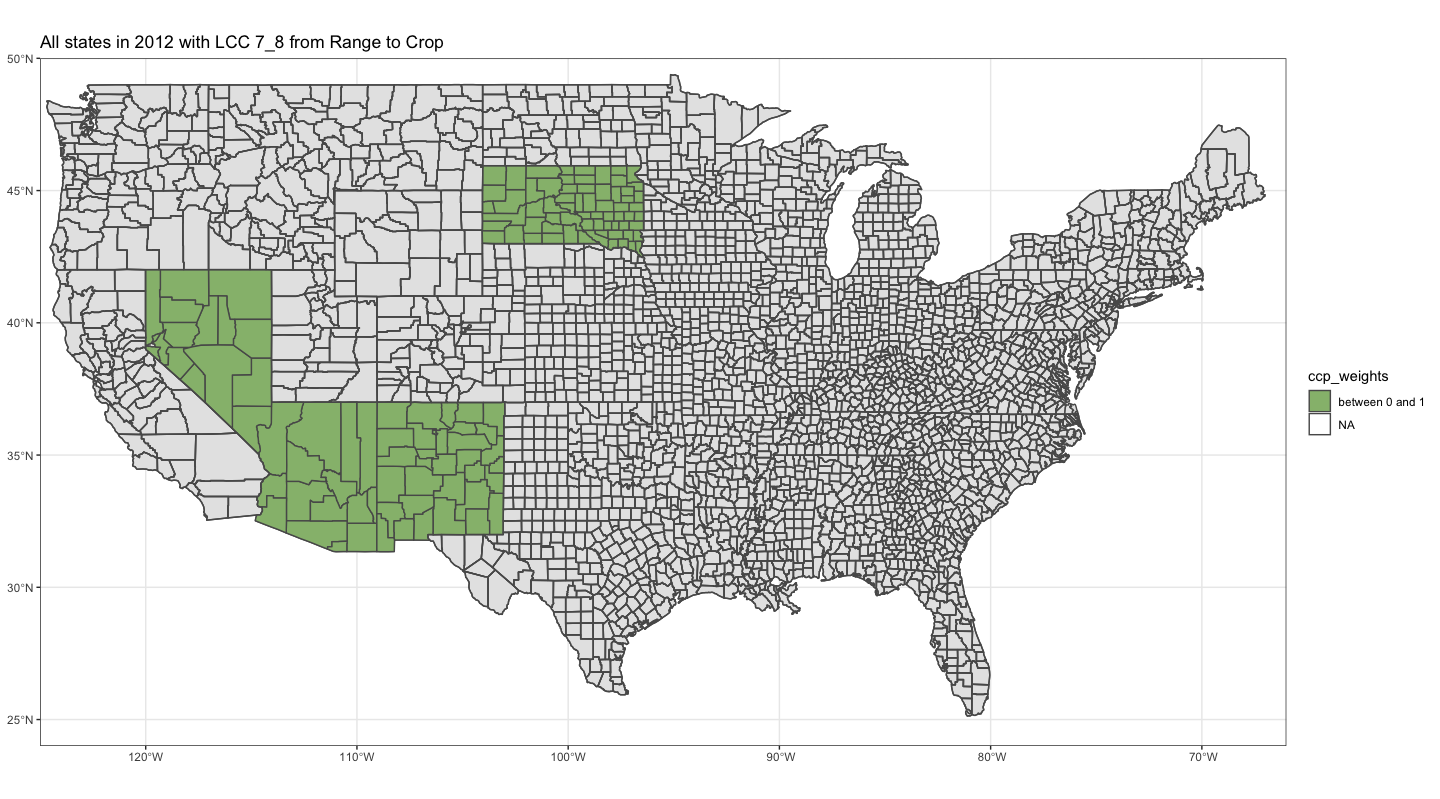 All states in 2012 with LCC 7_8 from Range to Crop
50°N
45°N
40°N
35°N
30°N
25°N
120°W
110°W
100°W
90°W
80°W
70°W
ccp_weights
between 0 and 1
NA